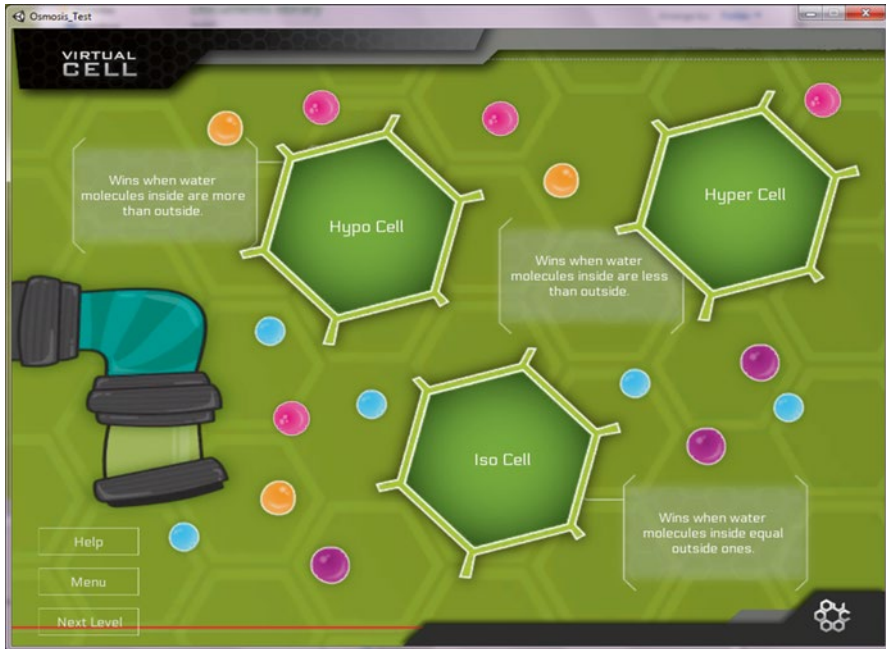 Osmosis_Test
VIRTUAL
CELL
Wins when water
molecules inside are more
than outside.
Hypo Cell
Hyper Cell
Wins when water
molecules inside are less
than outside.
Iso Cell
Wins when water
molecules inside equal
outside ones.
Help
Menu
Next Level